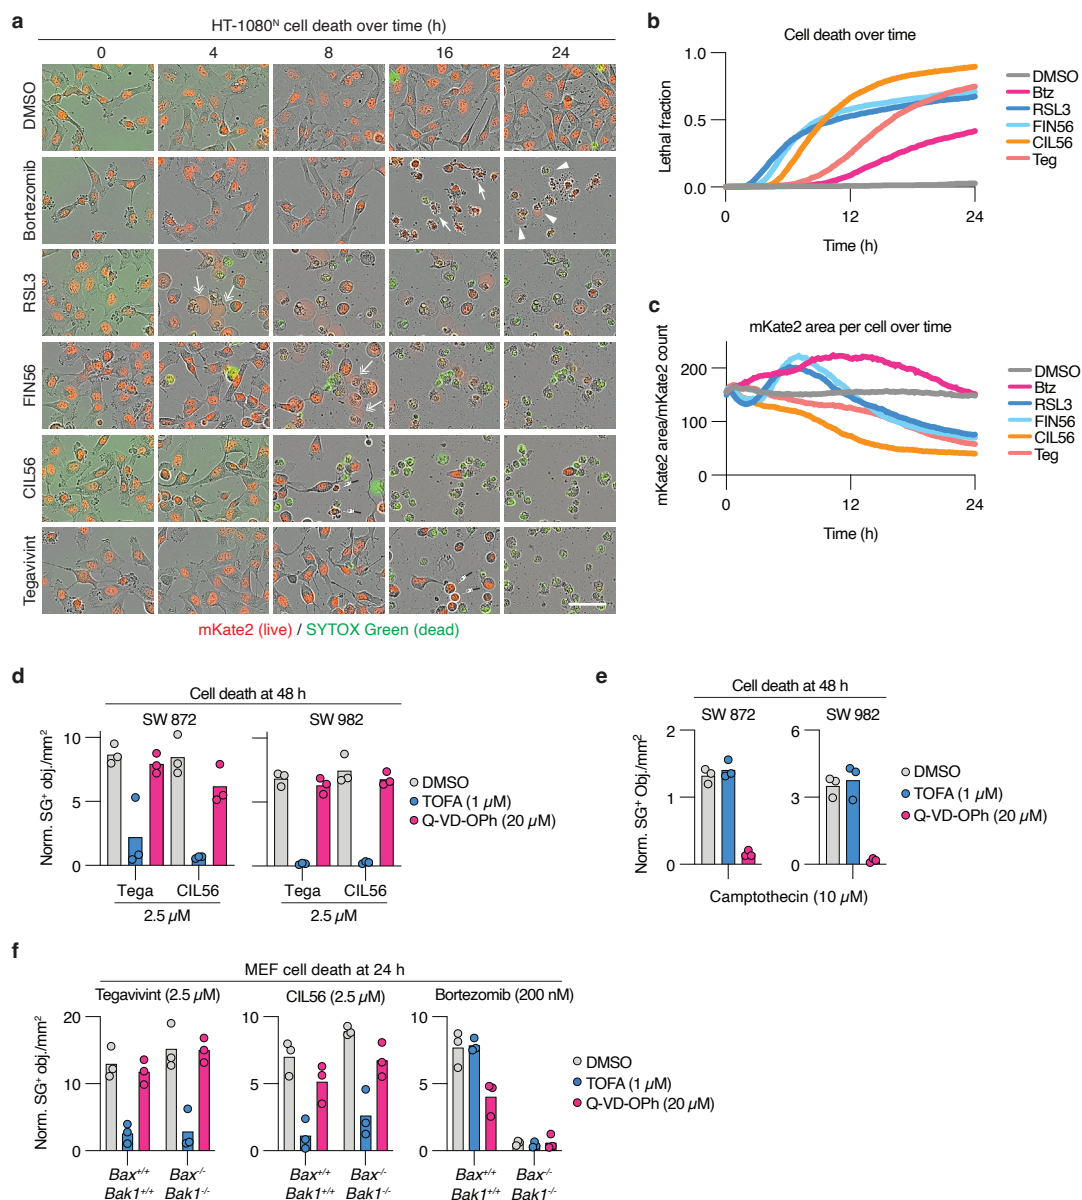 a
HT-1080ᴺ cell death over time (h)
0 4 8 16 24
DMSO
Bortezomib
RSL3
FIN56
CIL56
Tegavivint
mKate2 (live) / SYTOX Green (dead)
b
Cell death over time
Lethal fraction
1.0
0.5
0.0
0 12 24
Time (h)
DMSO
Btz
RSL3
FIN56
CIL56
Teg
c
mKate2 area per cell over time
mKate2 area/mKate2 count
200
100
0
0 12 24
Time (h)
DMSO
Btz
RSL3
FIN56
CIL56
Teg
d
Cell death at 48 h
SW 872 SW 982
Norm. SG⁺ obj./mm²
10
5
0
Tega CIL56 Tega CIL56
2.5 µM 2.5 µM
DMSO
TOFA (1 µM)
Q-VD-OPh (20 µM)
e
Cell death at 48 h
SW 872 SW 982
Norm. SG⁺ Obj./mm²
2
1
0
6
3
0
Camptothecin (10 µM)
DMSO
TOFA (1 µM)
Q-VD-OPh (20 µM)
f
MEF cell death at 24 h
Tegavivint (2.5 µM) CIL56 (2.5 µM) Bortezomib (200 nM)
Norm. SG⁺ obj./mm²
20
10
0
10
5
0
10
5
0
Bax⁺/⁺ Bax⁻/⁻ Bax⁺/⁺ Bax⁻/⁻ Bax⁺/⁺ Bax⁻/⁻
Bak1⁺/⁺ Bak1⁻/⁻ Bak1⁺/⁺ Bak1⁻/⁻ Bak1⁺/⁺ Bak1⁻/⁻
DMSO
TOFA (1 µM)
Q-VD-OPh (20 µM)